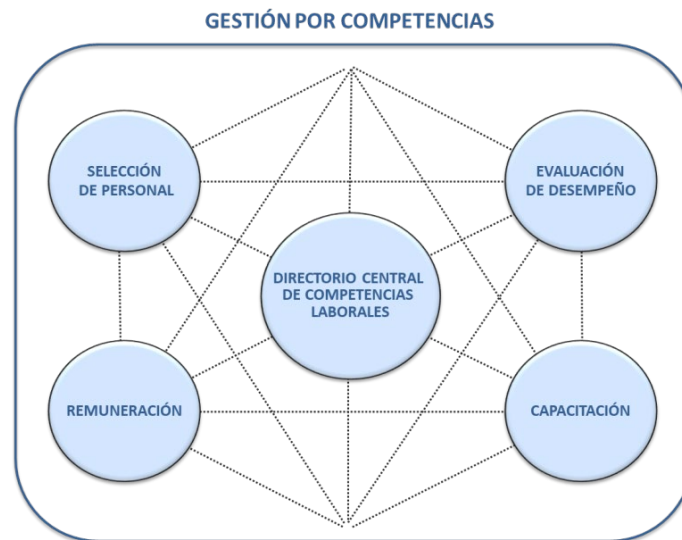 GESTIÓN POR COMPETENCIAS
SELECCIÓN
DE PERSONAL
EVALUACIÓN
DE DESEMPEÑO
DIRECTORIO CENTRAL
DE COMPETENCIAS
LABORALES
REMUNERACIÓN
CAPACITACIÓN